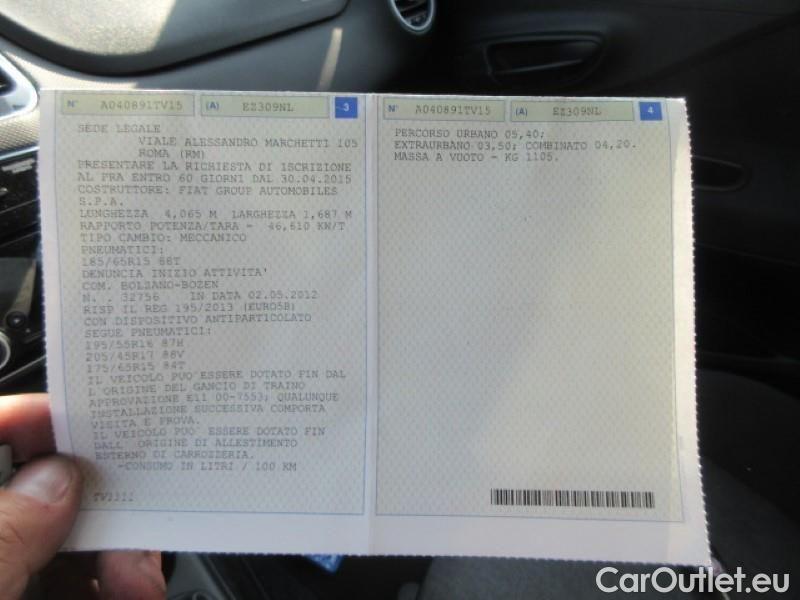 N° A040891TV15 (A) EZ309NL 3
SEDE LEGALE
VIALE ALESSANDRO MARCHETTI 105
ROMA (RM)
PRESENTARE LA RICHIESTA DI ISCRIZIONE
AL PRA ENTRO 60 GIORNI DAL 30.04.2015
COSTRUTTORE: FIAT GROUP AUTOMOBILES
S.P.A.
LUNGHEZZA 4,065 M LARGHEZZA 1,687 M
RAPPORTO POTENZA/TARA - 46,610 KW/T
TIPO CAMBIO: MECCANICO
PNEUMATICI:
185/65R15 88T
DENUNCIA INIZIO ATTIVITA'
COM. BOLZANO-BOZEN
N. . 32756 IN DATA 02.05.2012
RISP IL REG 195/2013 (EURO5B)
CON DISPOSITIVO ANTIPARTICOLATO
SEGUE PNEUMATICI:
195/55R16 87H
205/45R17 88V
175/65R15 84T
IL VEICOLO PUO' ESSERE DOTATO FIN DAL
L'ORIGINE DEL GANCIO DI TRAINO
APPROVAZIONE E11 00-7553; QUALUNQUE
INSTALLAZIONE SUCCESSIVA COMPORTA
VISITA E PROVA.
IL VEICOLO PUO' ESSERE DOTATO FIN
DALL' ORIGINE DI ALLESTIMENTO
ESTERNO DI CARROZZERIA.
-CONSUMO IN LITRI / 100 KM
N° A040891TV15 (A) EZ309NL 4
PERCORSO URBANO 05,40;
EXTRAURBANO 03,50; COMBINATO 04,20.
MASSA A VUOTO - KG 1105.
CarOutlet.eu